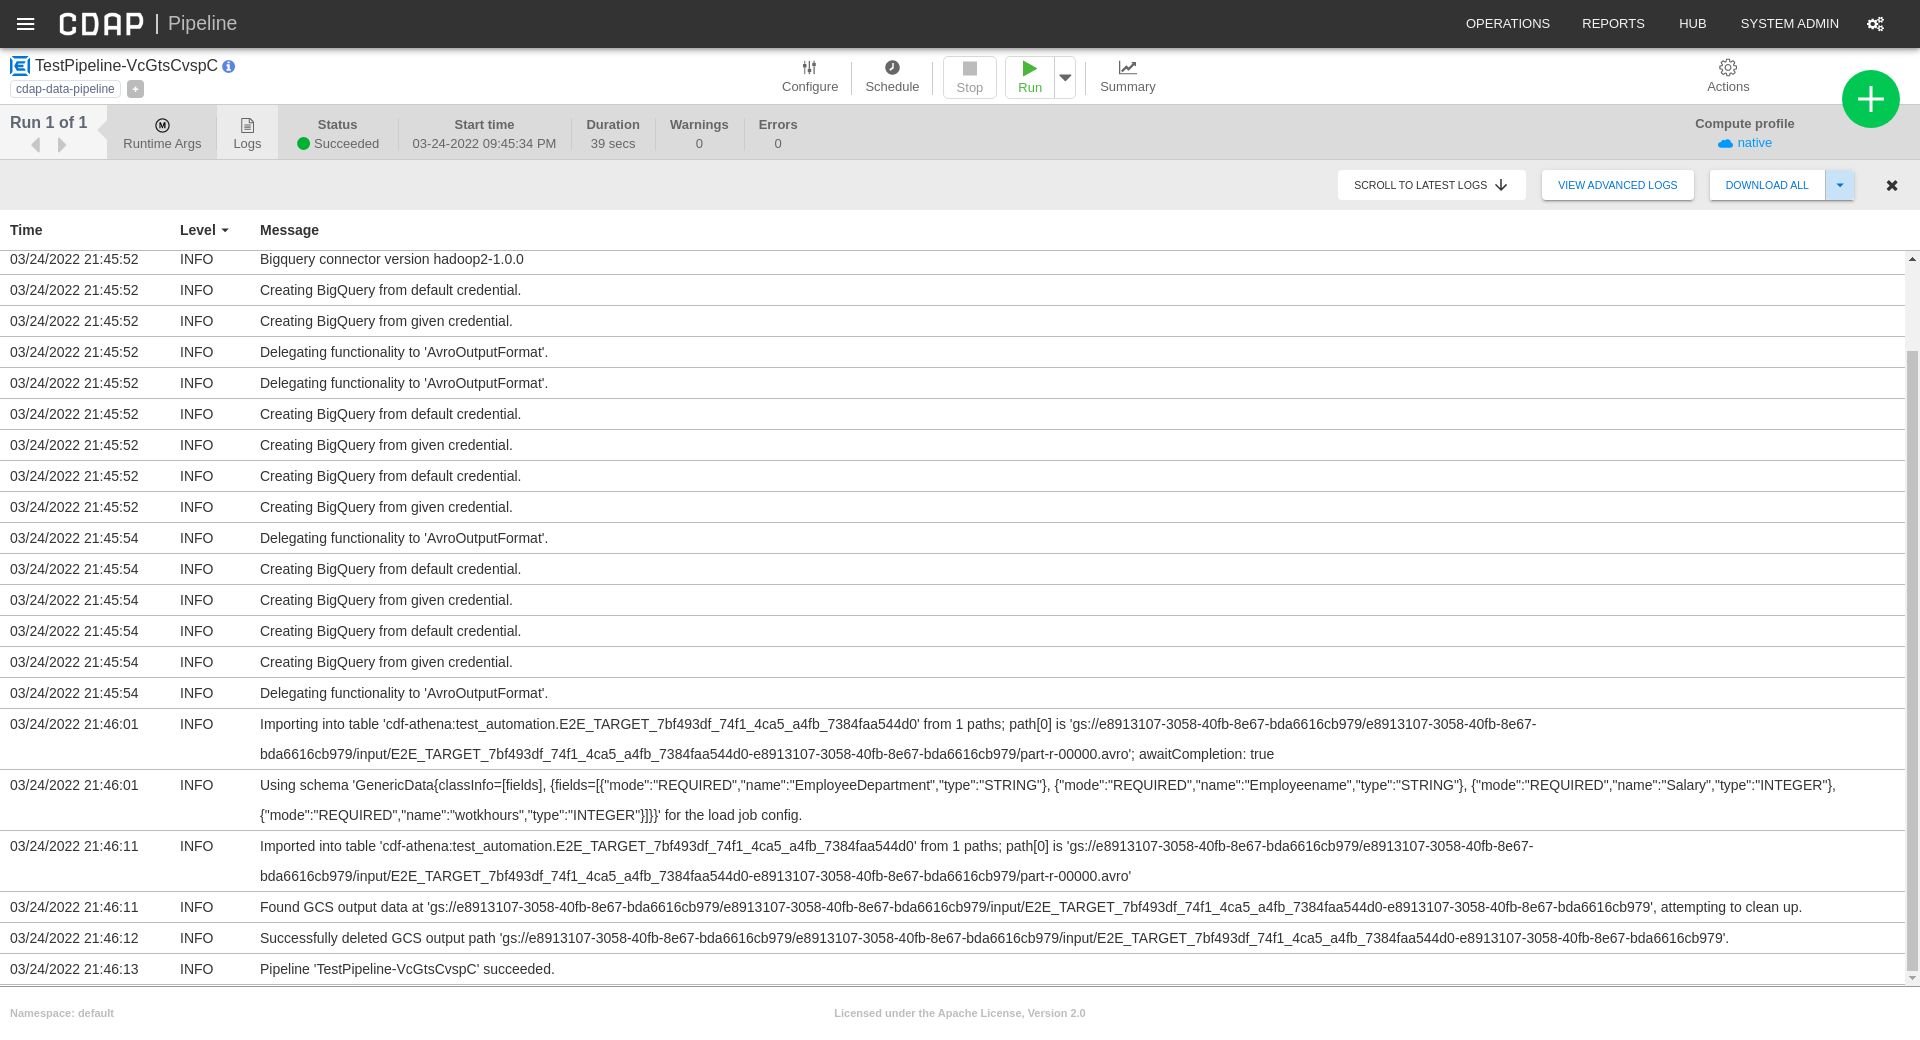 CDAP | Pipeline OPERATIONS REPORTS HUB SYSTEM ADMIN
TestPipeline-VcGtsCvspC
cdap-data-pipeline +
Configure Schedule Stop Run Summary Actions
Run 1 of 1
M
Runtime Args Logs
Status Start time Duration Warnings Errors Compute profile
Succeeded 03-24-2022 09:45:34 PM 39 secs 0 0 native
SCROLL TO LATEST LOGS VIEW ADVANCED LOGS DOWNLOAD ALL
Time Level Message
03/24/2022 21:45:52 INFO Bigquery connector version hadoop2-1.0.0
03/24/2022 21:45:52 INFO Creating BigQuery from default credential.
03/24/2022 21:45:52 INFO Creating BigQuery from given credential.
03/24/2022 21:45:52 INFO Delegating functionality to 'AvroOutputFormat'.
03/24/2022 21:45:52 INFO Delegating functionality to 'AvroOutputFormat'.
03/24/2022 21:45:52 INFO Creating BigQuery from default credential.
03/24/2022 21:45:52 INFO Creating BigQuery from given credential.
03/24/2022 21:45:52 INFO Creating BigQuery from default credential.
03/24/2022 21:45:52 INFO Creating BigQuery from given credential.
03/24/2022 21:45:54 INFO Delegating functionality to 'AvroOutputFormat'.
03/24/2022 21:45:54 INFO Creating BigQuery from default credential.
03/24/2022 21:45:54 INFO Creating BigQuery from given credential.
03/24/2022 21:45:54 INFO Creating BigQuery from default credential.
03/24/2022 21:45:54 INFO Creating BigQuery from given credential.
03/24/2022 21:45:54 INFO Delegating functionality to 'AvroOutputFormat'.
03/24/2022 21:46:01 INFO Importing into table 'cdf-athena:test_automation.E2E_TARGET_7bf493df_74f1_4ca5_a4fb_7384faa544d0' from 1 paths; path[0] is 'gs://e8913107-3058-40fb-8e67-bda6616cb979/e8913107-3058-40fb-8e67-
bda6616cb979/input/E2E_TARGET_7bf493df_74f1_4ca5_a4fb_7384faa544d0-e8913107-3058-40fb-8e67-bda6616cb979/part-r-00000.avro'; awaitCompletion: true
03/24/2022 21:46:01 INFO Using schema 'GenericData{classInfo=[fields], {fields=[{"mode":"REQUIRED","name":"EmployeeDepartment","type":"STRING"}, {"mode":"REQUIRED","name":"Employeename","type":"STRING"}, {"mode":"REQUIRED","name":"Salary","type":"INTEGER"},
{"mode":"REQUIRED","name":"wotkhours","type":"INTEGER"}]}}' for the load job config.
03/24/2022 21:46:11 INFO Imported into table 'cdf-athena:test_automation.E2E_TARGET_7bf493df_74f1_4ca5_a4fb_7384faa544d0' from 1 paths; path[0] is 'gs://e8913107-3058-40fb-8e67-bda6616cb979/e8913107-3058-40fb-8e67-
bda6616cb979/input/E2E_TARGET_7bf493df_74f1_4ca5_a4fb_7384faa544d0-e8913107-3058-40fb-8e67-bda6616cb979/part-r-00000.avro'
03/24/2022 21:46:11 INFO Found GCS output data at 'gs://e8913107-3058-40fb-8e67-bda6616cb979/e8913107-3058-40fb-8e67-bda6616cb979/input/E2E_TARGET_7bf493df_74f1_4ca5_a4fb_7384faa544d0-e8913107-3058-40fb-8e67-bda6616cb979', attempting to clean up.
03/24/2022 21:46:12 INFO Successfully deleted GCS output path 'gs://e8913107-3058-40fb-8e67-bda6616cb979/e8913107-3058-40fb-8e67-bda6616cb979/input/E2E_TARGET_7bf493df_74f1_4ca5_a4fb_7384faa544d0-e8913107-3058-40fb-8e67-bda6616cb979'.
03/24/2022 21:46:13 INFO Pipeline 'TestPipeline-VcGtsCvspC' succeeded.
Namespace: default Licensed under the Apache License, Version 2.0